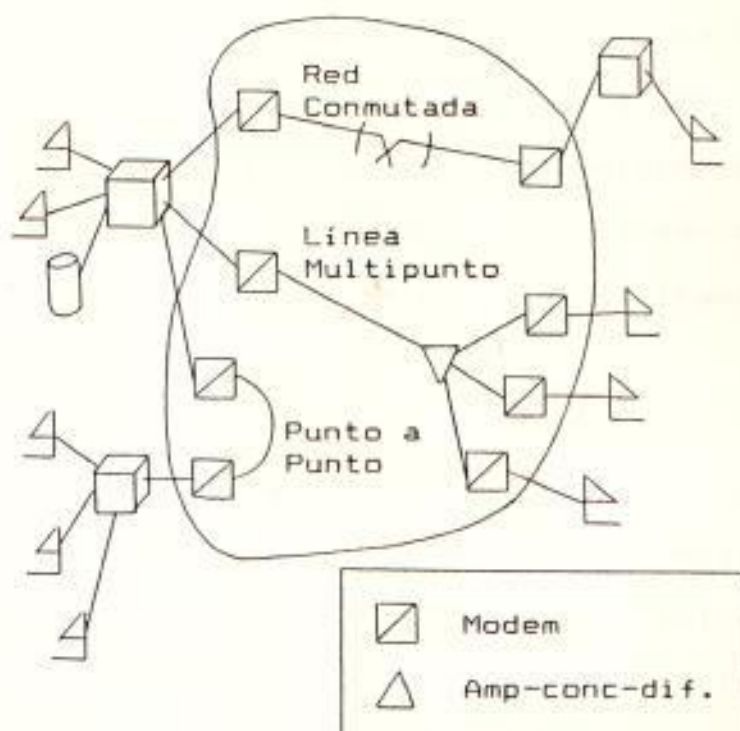 Red
Conmutada
Línea
Multipunto
Punto a
Punto
Modem
Amp-conc-dif.